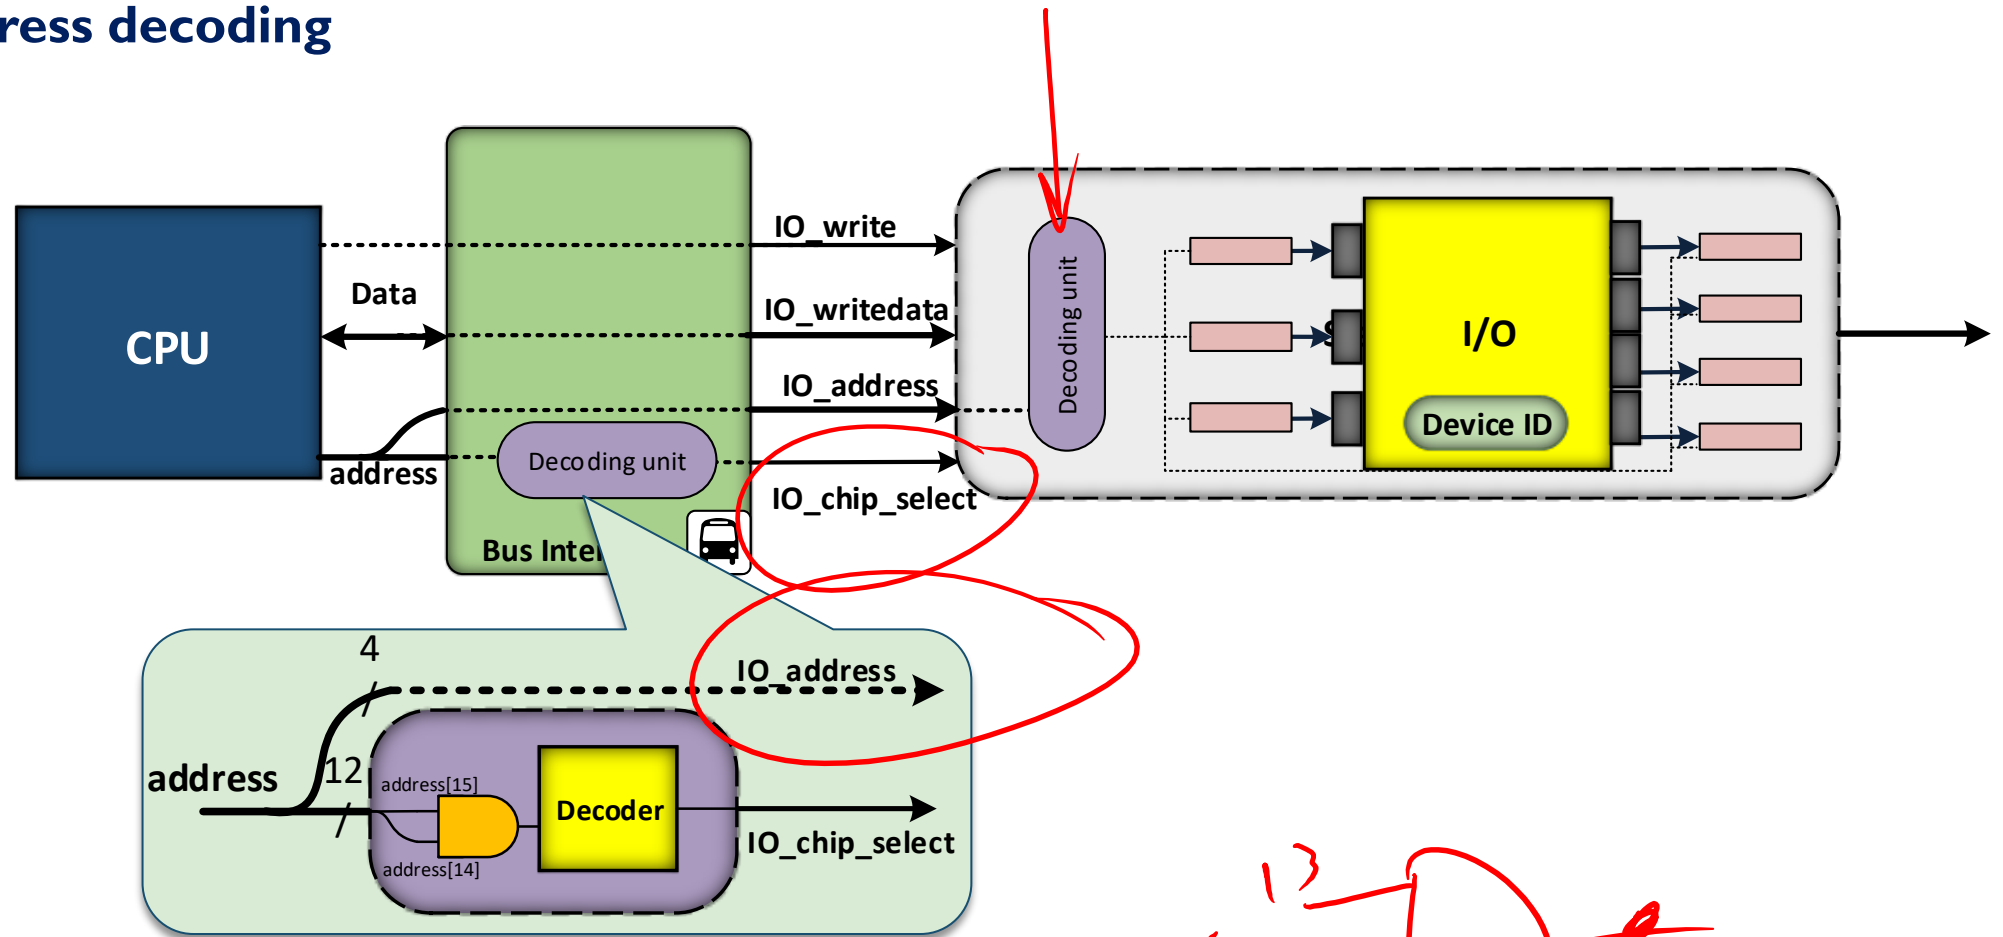 ress decoding
IO_write
Data
IO_writedata
CPU
Decoding unit
I/O
IO_address
Device ID
address
Decoding unit
IO_chip_select
Bus Inte
4
IO_address
address
12
address[15]
Decoder
IO_chip_select
address[14]
13